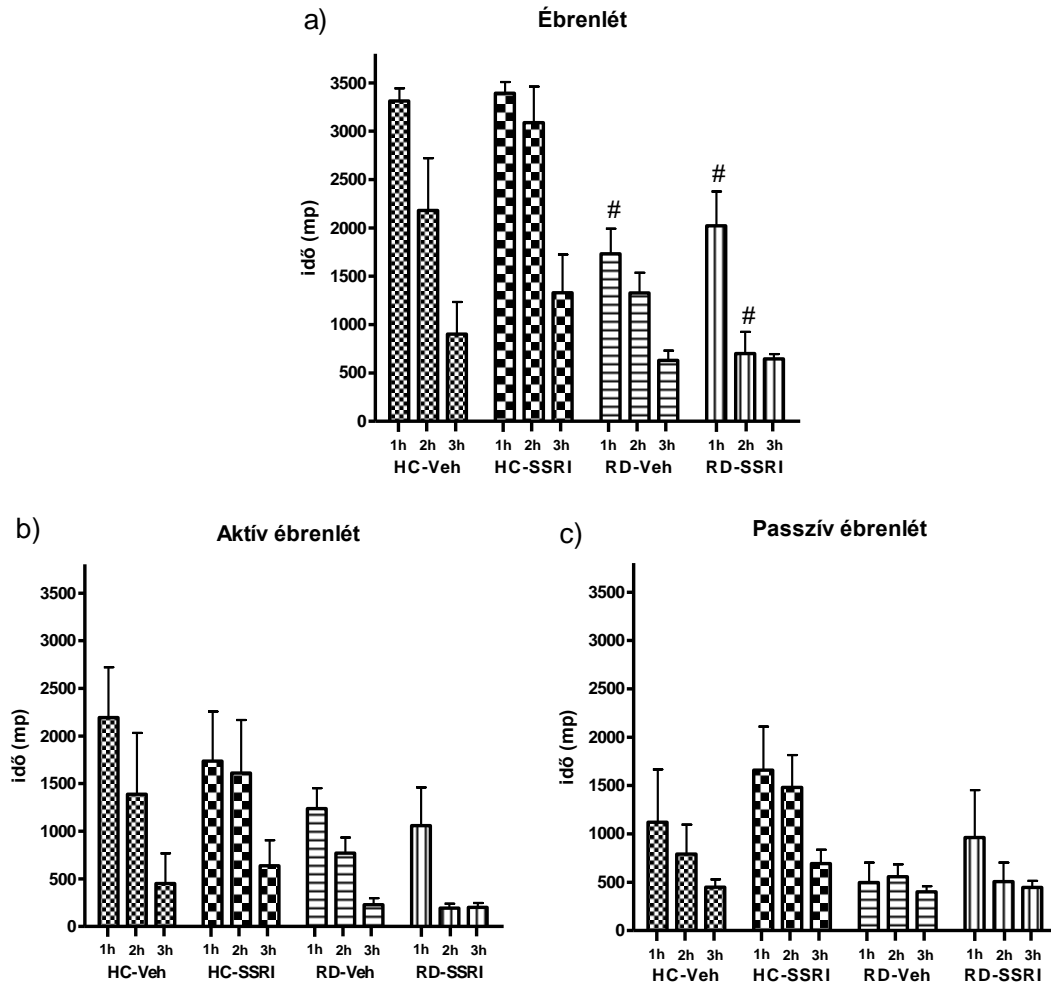 a)
Ébrenlét
idő (mp)
3500
3000
2500
2000
1500
1000
500
0
# # #
1h 2h 3h 1h 2h 3h 1h 2h 3h 1h 2h 3h
HC-Veh HC-SSRI RD-Veh RD-SSRI
b)
Aktív ébrenlét
idő (mp)
3500
3000
2500
2000
1500
1000
500
0
1h 2h 3h 1h 2h 3h 1h 2h 3h 1h 2h 3h
HC-Veh HC-SSRI RD-Veh RD-SSRI
c)
Passzív ébrenlét
idő (mp)
3500
3000
2500
2000
1500
1000
500
0
1h 2h 3h 1h 2h 3h 1h 2h 3h 1h 2h 3h
HC-Veh HC-SSRI RD-Veh RD-SSRI